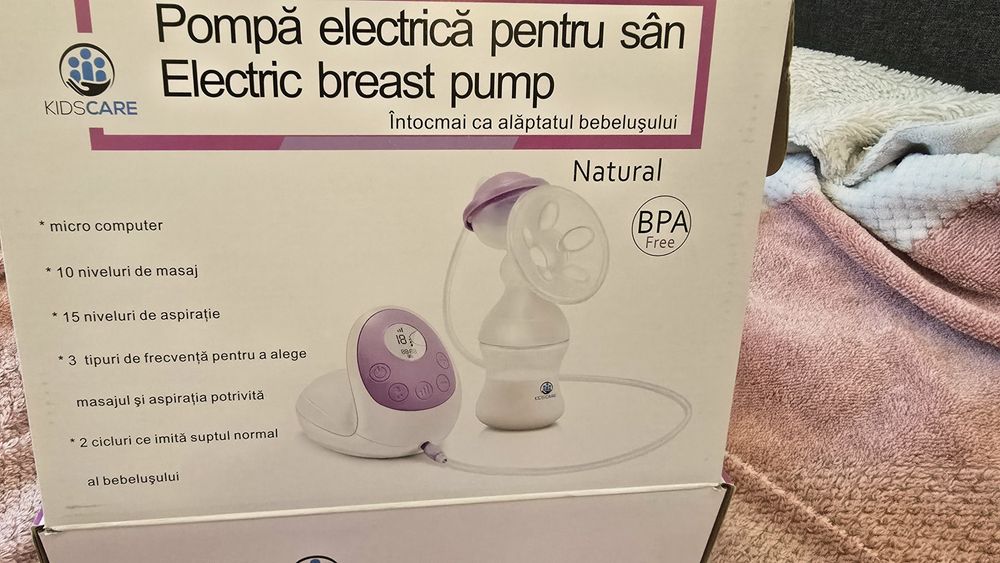 Pompă electrică pentru sân
Electric breast pump
Întocmai ca alăptatul bebelușului
KIDSCARE
Natural
BPA
Free
* micro computer
* 10 niveluri de masaj
* 15 niveluri de aspirație
* 3 tipuri de frecvență pentru a alege
masajul și aspirația potrivită
* 2 cicluri ce imită suptul normal
al bebelușului
18
KIDSCARE